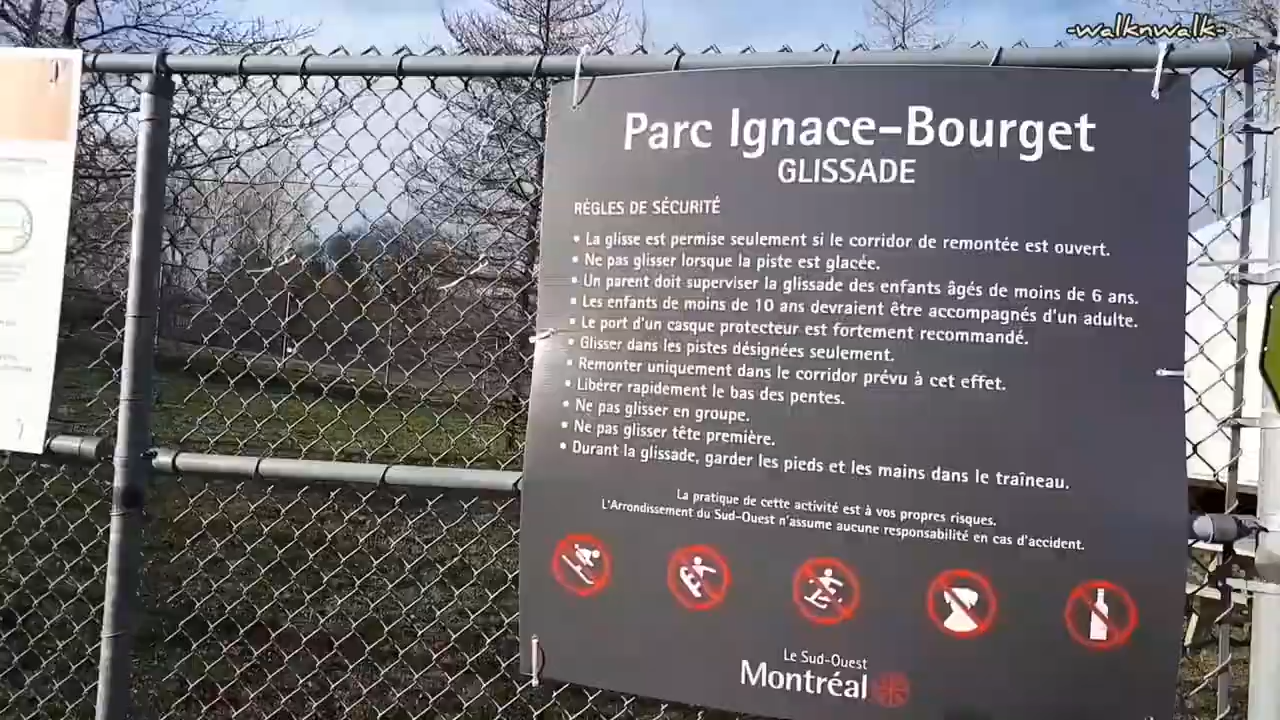 -walknwalk-
Parc Ignace-Bourget
GLISSADE
RÈGLES DE SÉCURITÉ
• La glisse est permise seulement si le corridor de remontée est ouvert.
• Ne pas glisser lorsque la piste est glacée.
• Un parent doit superviser la glissade des enfants âgés de moins de 6 ans.
• Les enfants de moins de 10 ans devraient être accompagnés d'un adulte.
• Le port d'un casque protecteur est fortement recommandé.
• Glisser dans les pistes désignées seulement.
• Remonter uniquement dans le corridor prévu à cet effet.
• Libérer rapidement le bas des pentes.
• Ne pas glisser en groupe.
• Ne pas glisser tête première.
• Durant la glissade, garder les pieds et les mains dans le traîneau.
La pratique de cette activité est à vos propres risques.
L'Arrondissement du Sud-Ouest n'assume aucune responsabilité en cas d'accident.
Le Sud-Ouest
Montréal